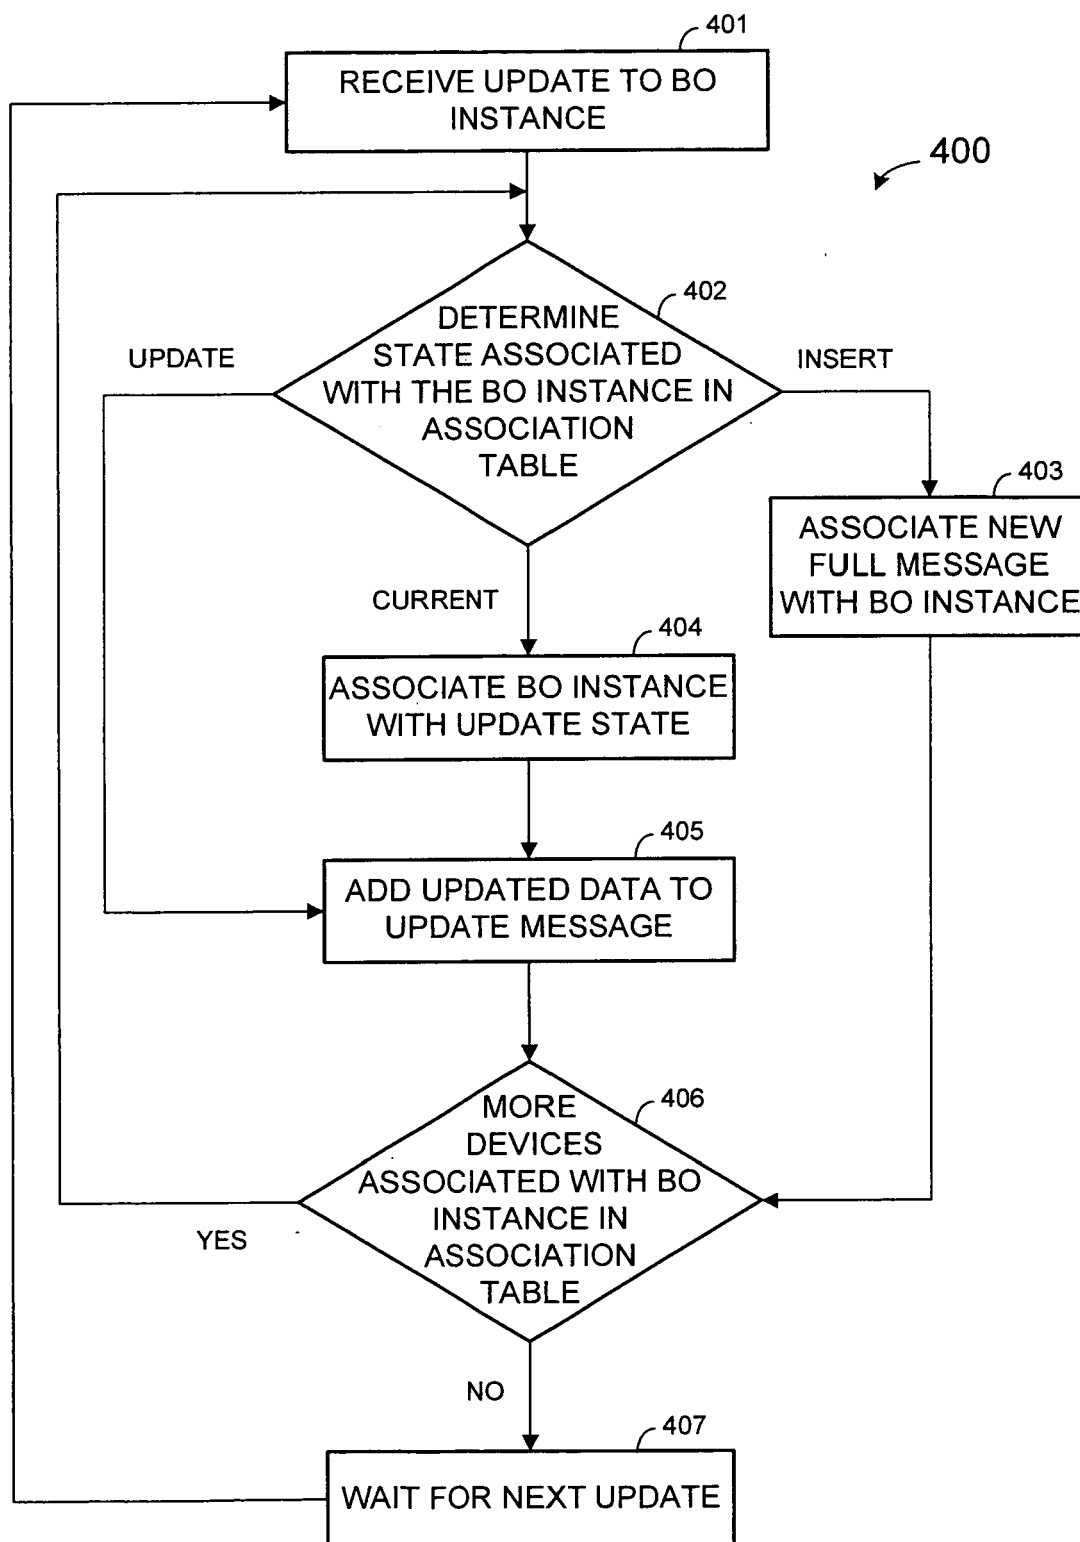 401
RECEIVE UPDATE TO BO
INSTANCE
400
402
DETERMINE
STATE ASSOCIATED
WITH THE BO INSTANCE IN
ASSOCIATION
TABLE
UPDATE
INSERT
403
ASSOCIATE NEW
FULL MESSAGE
WITH BO INSTANCE
CURRENT
404
ASSOCIATE BO INSTANCE
WITH UPDATE STATE
405
ADD UPDATED DATA TO
UPDATE MESSAGE
406
MORE
DEVICES
ASSOCIATED WITH BO
INSTANCE IN
ASSOCIATION
TABLE
YES
NO
407
WAIT FOR NEXT UPDATE